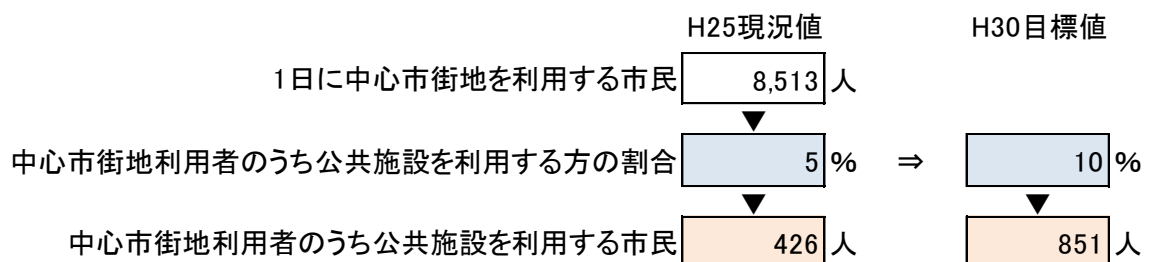 H25現況値 H30目標値
1日に中心市街地を利用する市民 8,513 人
▼
中心市街地利用者のうち公共施設を利用する方の割合 5 % ⇒ 10 %
▼ ▼
中心市街地利用者のうち公共施設を利用する市民 426 人 851 人